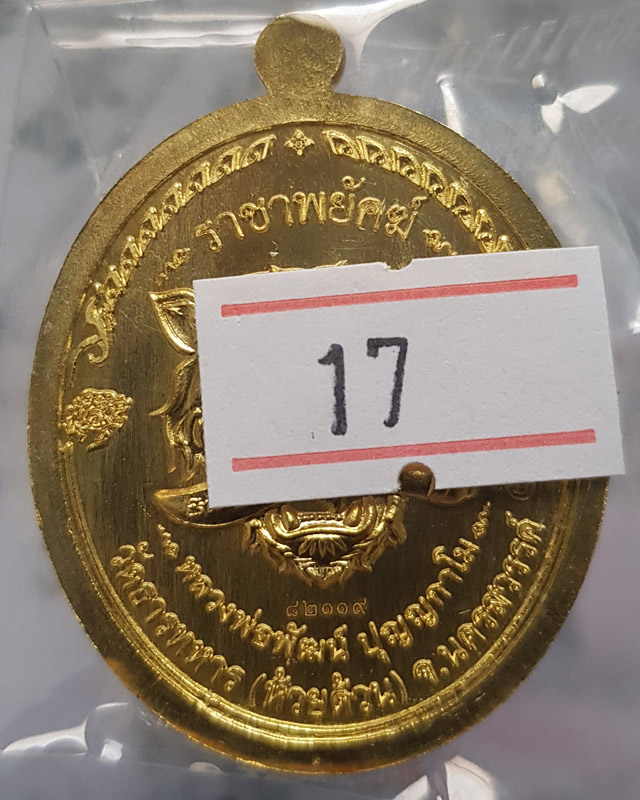 ราชาพยัคฆ์
17
๘๒๑๑๙
หลวงพ่อพัฒน์ ปุญญกาโม
วัดธารทหาร (ห้วยด้วน) จ.นครสวรรค์